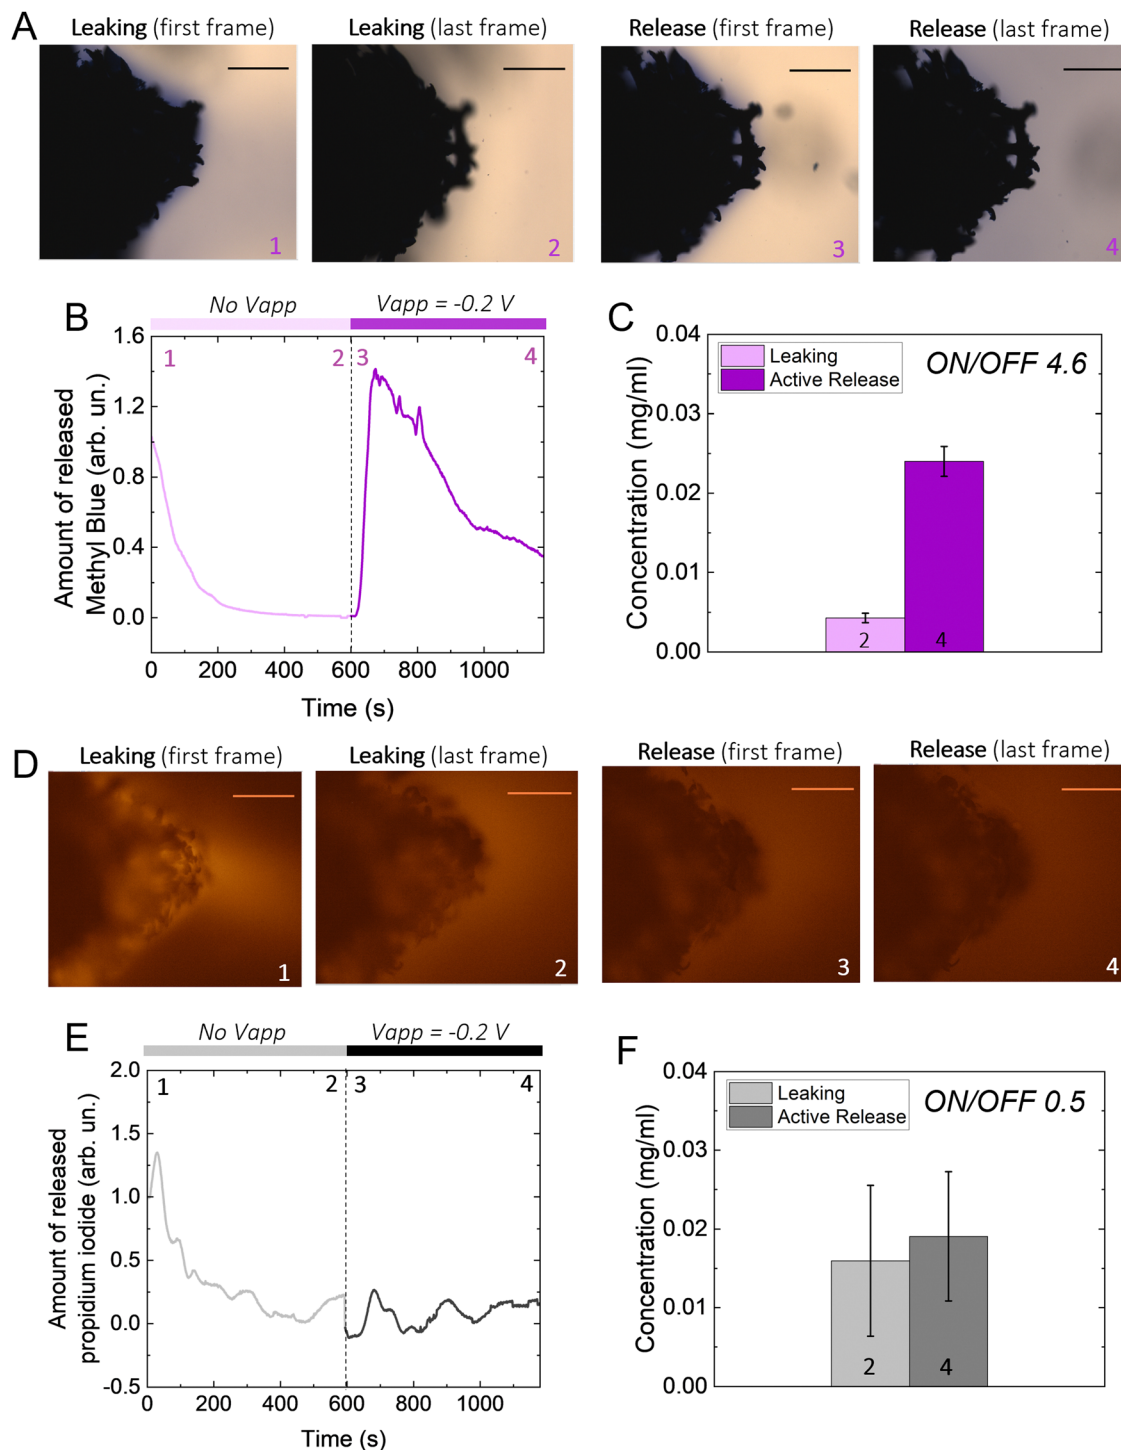 A
Leaking (first frame)
Leaking (last frame)
Release (first frame)
Release (last frame)
1
2
3
4
B
No Vapp
Vapp = -0.2 V
1.6
1.2
0.8
0.4
0.0
1
2
3
4
Amount of released
Methyl Blue (arb. un.)
0
200
400
600
800
1000
Time (s)
C
0.04
0.03
0.02
0.01
0.00
Concentration (mg/ml)
Leaking
Active Release
ON/OFF 4.6
2
4
D
Leaking (first frame)
Leaking (last frame)
Release (first frame)
Release (last frame)
1
2
3
4
E
No Vapp
Vapp = -0.2 V
2.0
1.5
1.0
0.5
0.0
-0.5
1
2
3
4
Amount of released
propidium iodide (arb. un.)
0
200
400
600
800
1000
Time (s)
F
0.04
0.03
0.02
0.01
0.00
Concentration (mg/ml)
Leaking
Active Release
ON/OFF 0.5
2
4